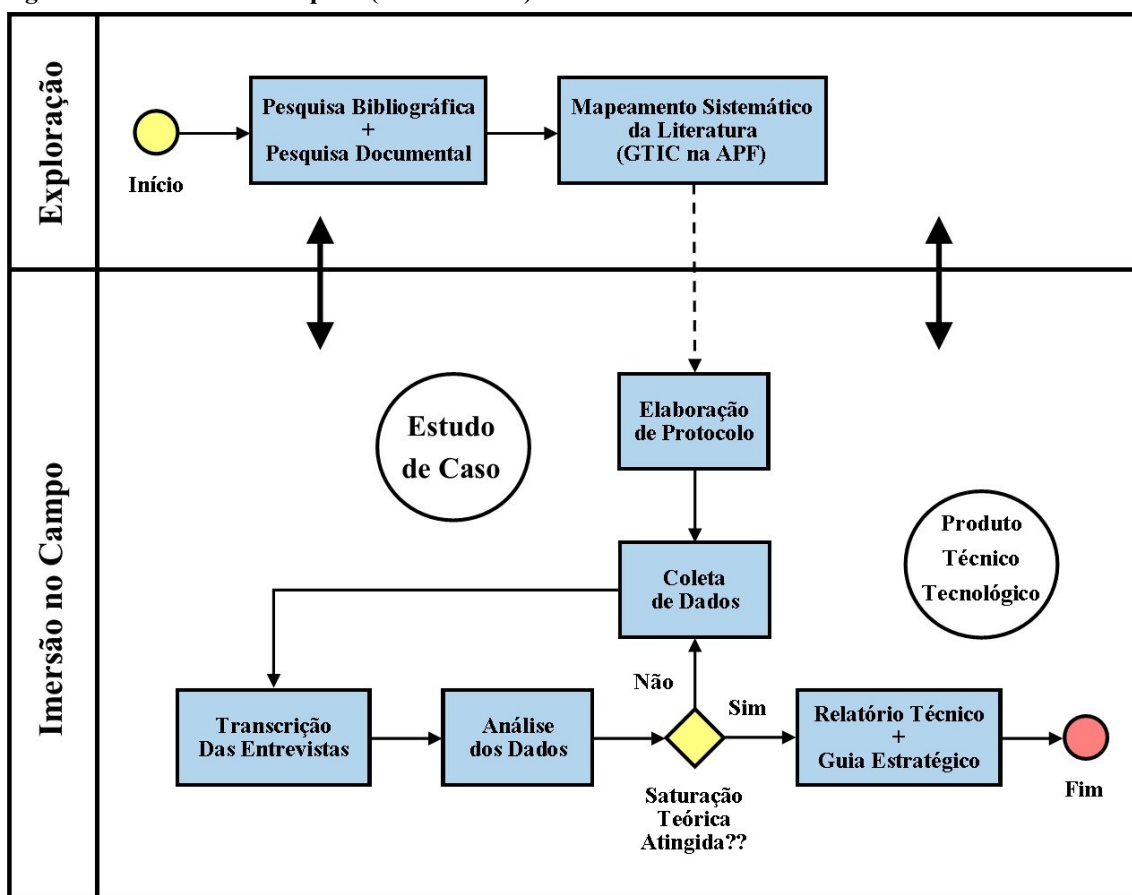 Exploração
Pesquisa Bibliográfica
+
Pesquisa Documental
Mapeamento Sistemático
da Literatura
(GTIC na APF)
Início
Imersão no Campo
Estudo
de Caso
Elaboração
de Protocolo
Produto
Técnico
Tecnológico
Coleta
de Dados
Não
Sim
Transcrição
Das Entrevistas
Análise
dos Dados
Relatório Técnico
+
Guia Estratégico
Fim
Saturação
Teórica
Atingida??